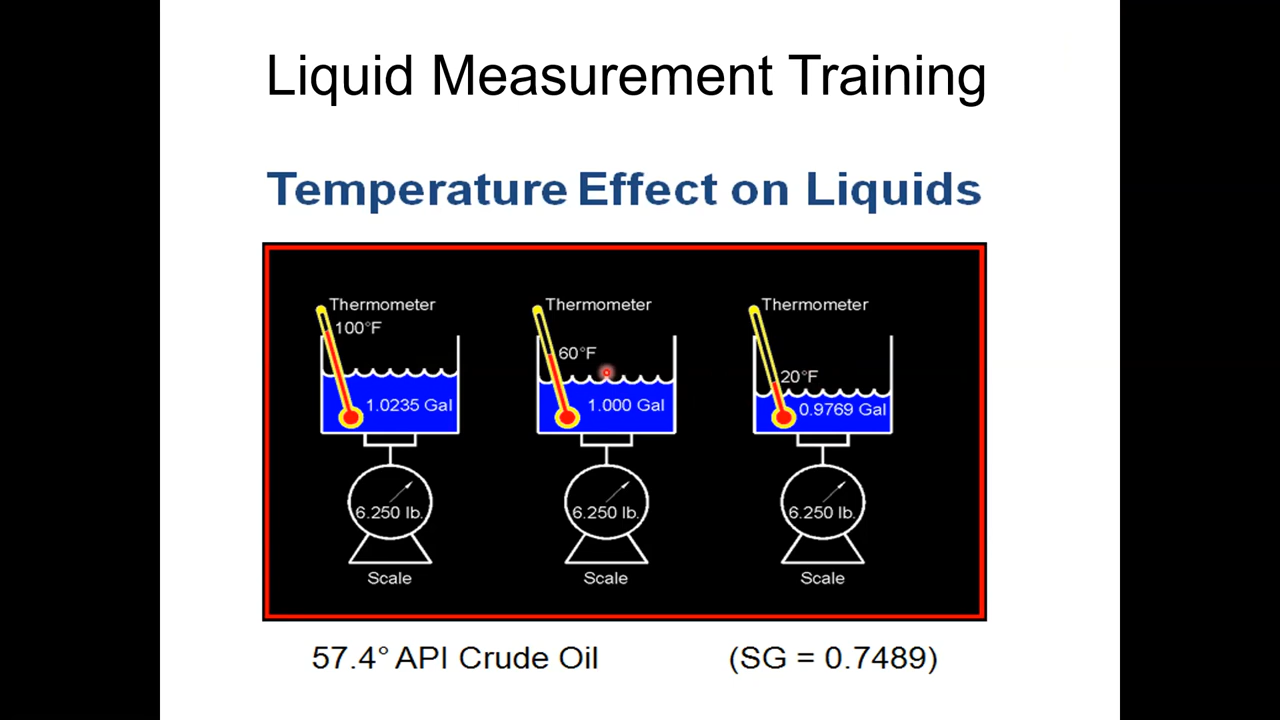 Liquid Measurement Training
Temperature Effect on Liquids
Thermometer Thermometer Thermometer
100°F
60°F
20°F
1.0235 Gal 1.000 Gal 0.9769 Gal
6.250 lb. 6.250 lb. 6.250 lb.
Scale Scale Scale
57.4° API Crude Oil (SG = 0.7489)